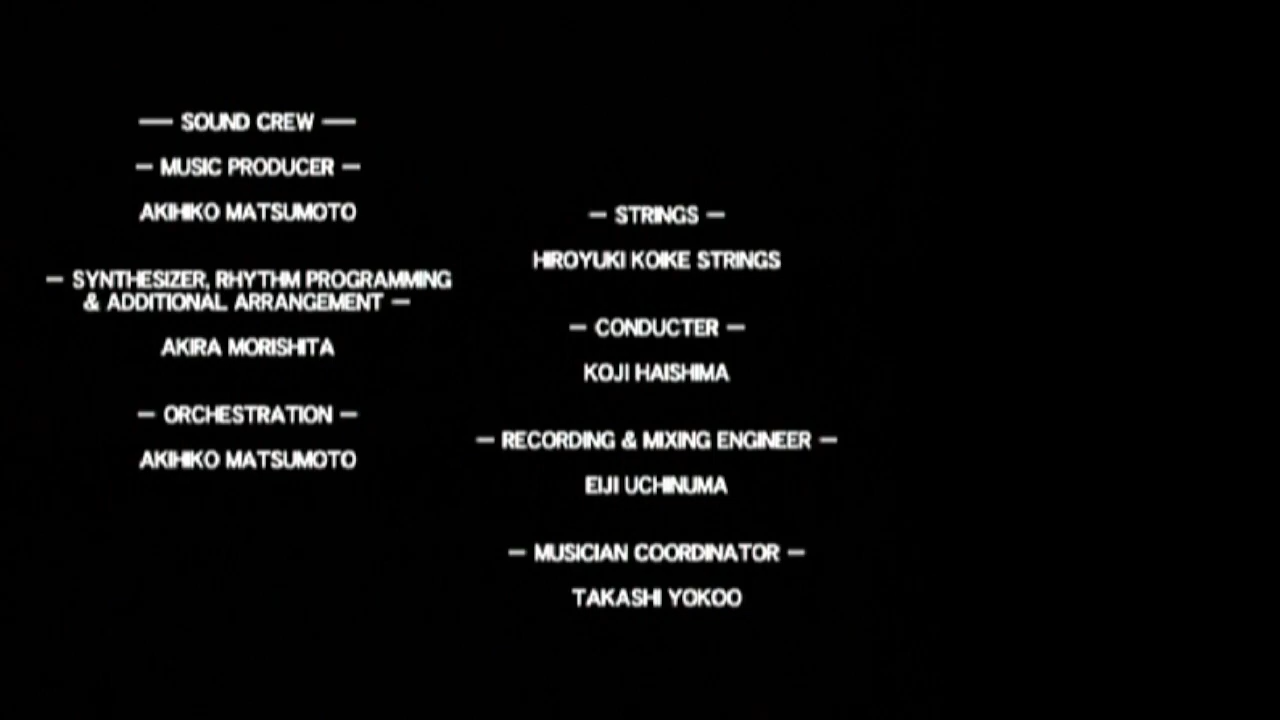 — SOUND CREW —
– MUSIC PRODUCER –
AKIHIKO MATSUMOTO
– SYNTHESIZER, RHYTHM PROGRAMMING
& ADDITIONAL ARRANGEMENT –
AKIRA MORISHITA
– ORCHESTRATION –
AKIHIKO MATSUMOTO
– STRINGS –
HIROYUKI KOIKE STRINGS
– CONDUCTER –
KOJI HAISHIMA
– RECORDING & MIXING ENGINEER –
EIJI UCHINUMA
– MUSICIAN COORDINATOR –
TAKASHI YOKOO